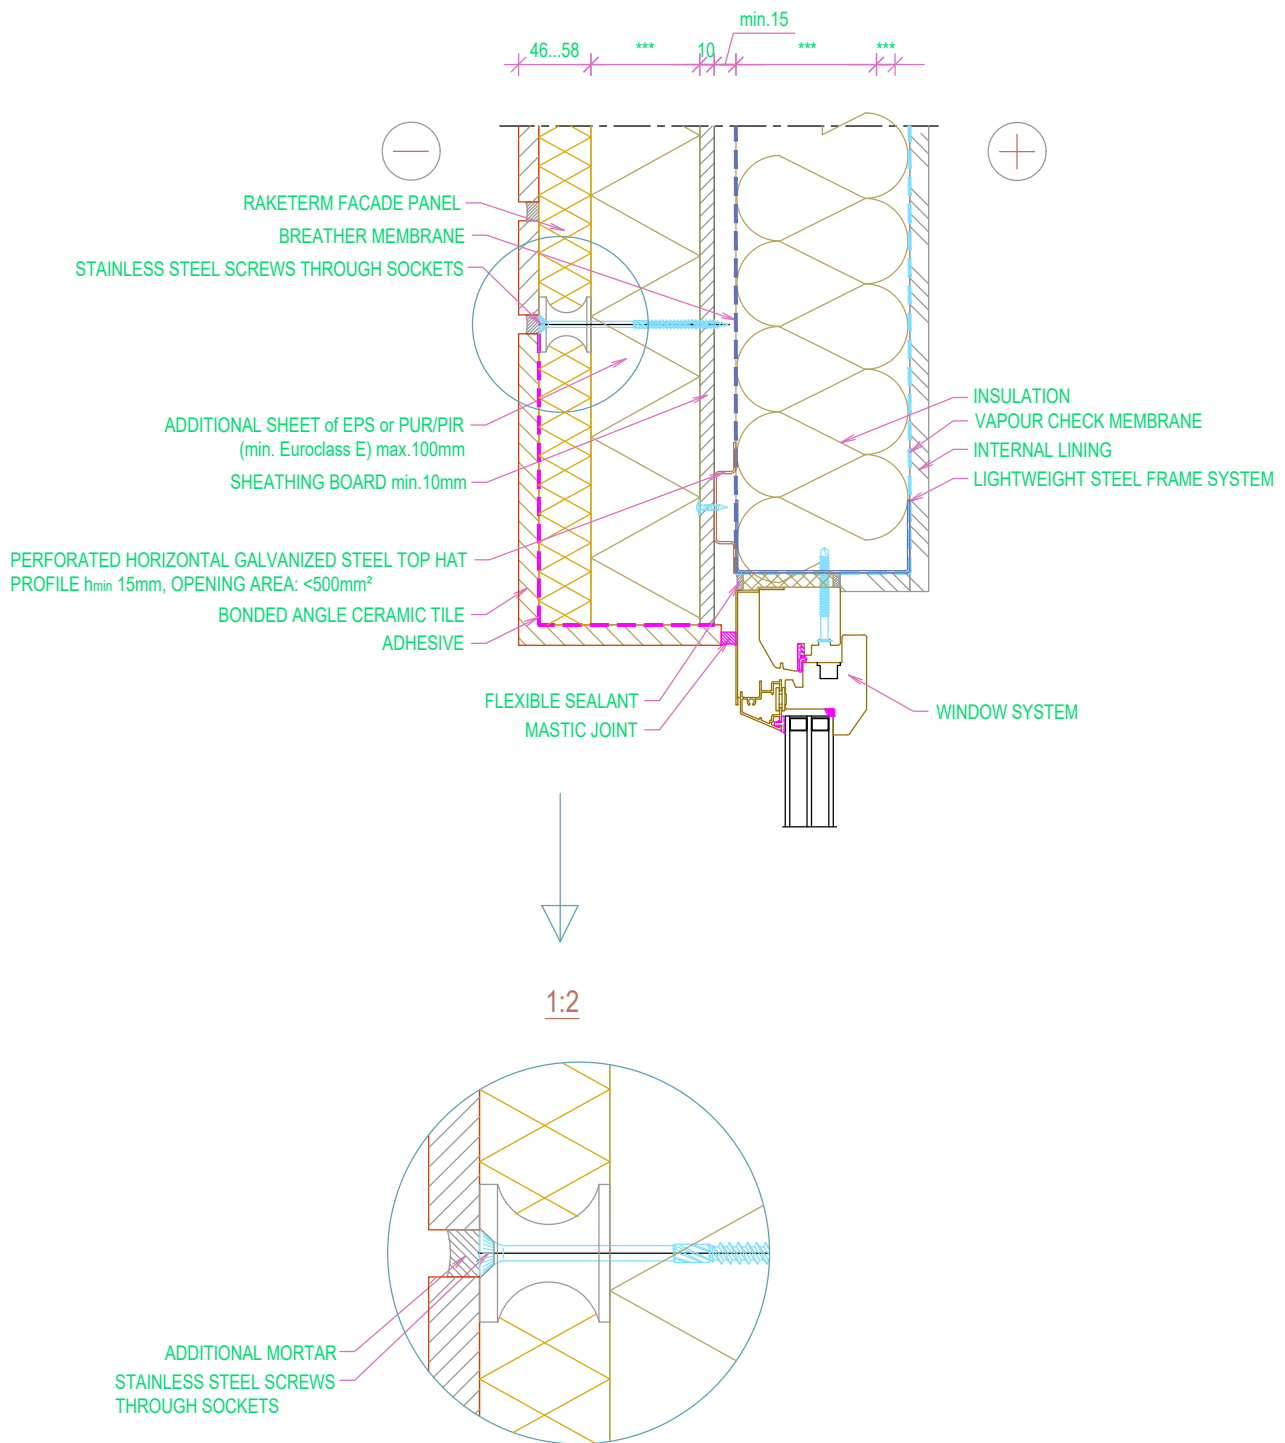 min.15
46...58
***
10
***
***
RAKETERM FACADE PANEL
BREATHER MEMBRANE
STAINLESS STEEL SCREWS THROUGH SOCKETS
ADDITIONAL SHEET of EPS or PUR/PIR
(min. Euroclass E) max.100mm
SHEATHING BOARD min.10mm
PERFORATED HORIZONTAL GALVANIZED STEEL TOP HAT
PROFILE hmin 15mm, OPENING AREA: <500mm²
BONDED ANGLE CERAMIC TILE
ADHESIVE
FLEXIBLE SEALANT
MASTIC JOINT
INSULATION
VAPOUR CHECK MEMBRANE
INTERNAL LINING
LIGHTWEIGHT STEEL FRAME SYSTEM
WINDOW SYSTEM
1:2
ADDITIONAL MORTAR
STAINLESS STEEL SCREWS
THROUGH SOCKETS